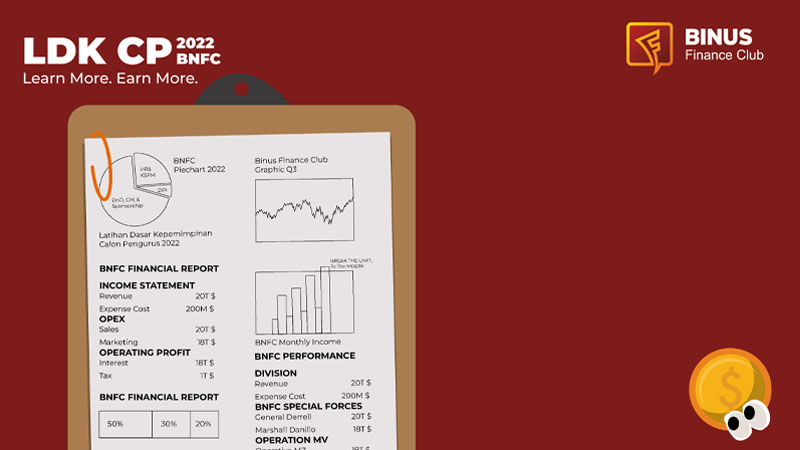 LDK CP 2022 BNFC
Learn More. Earn More.
BINUS
Finance Club
BNFC
Piechart 2022
HR&
KSPM
DPI
DnD, CM, &
Sponsorship
Latihan Dasar Kepemimpinan
Calon Pengurus 2022
BNFC FINANCIAL REPORT
INCOME STATEMENT
Revenue 20T $
Expense Cost 200M $
OPEX
Sales 20T $
Marketing 18T $
OPERATING PROFIT
Interest 18T $
Tax 1T $
BNFC FINANCIAL REPORT
50% 30% 20%
Binus Finance Club
Graphic Q3
BREAK THE LIMIT,
To The MOON!
BNFC Monthly Income
BNFC PERFORMANCE
DIVISION
Revenue 20T $
Expense Cost 200M $
BNFC SPECIAL FORCES
General Derrell 20T $
Marshall Danillo 18T $
OPERATION MV
$